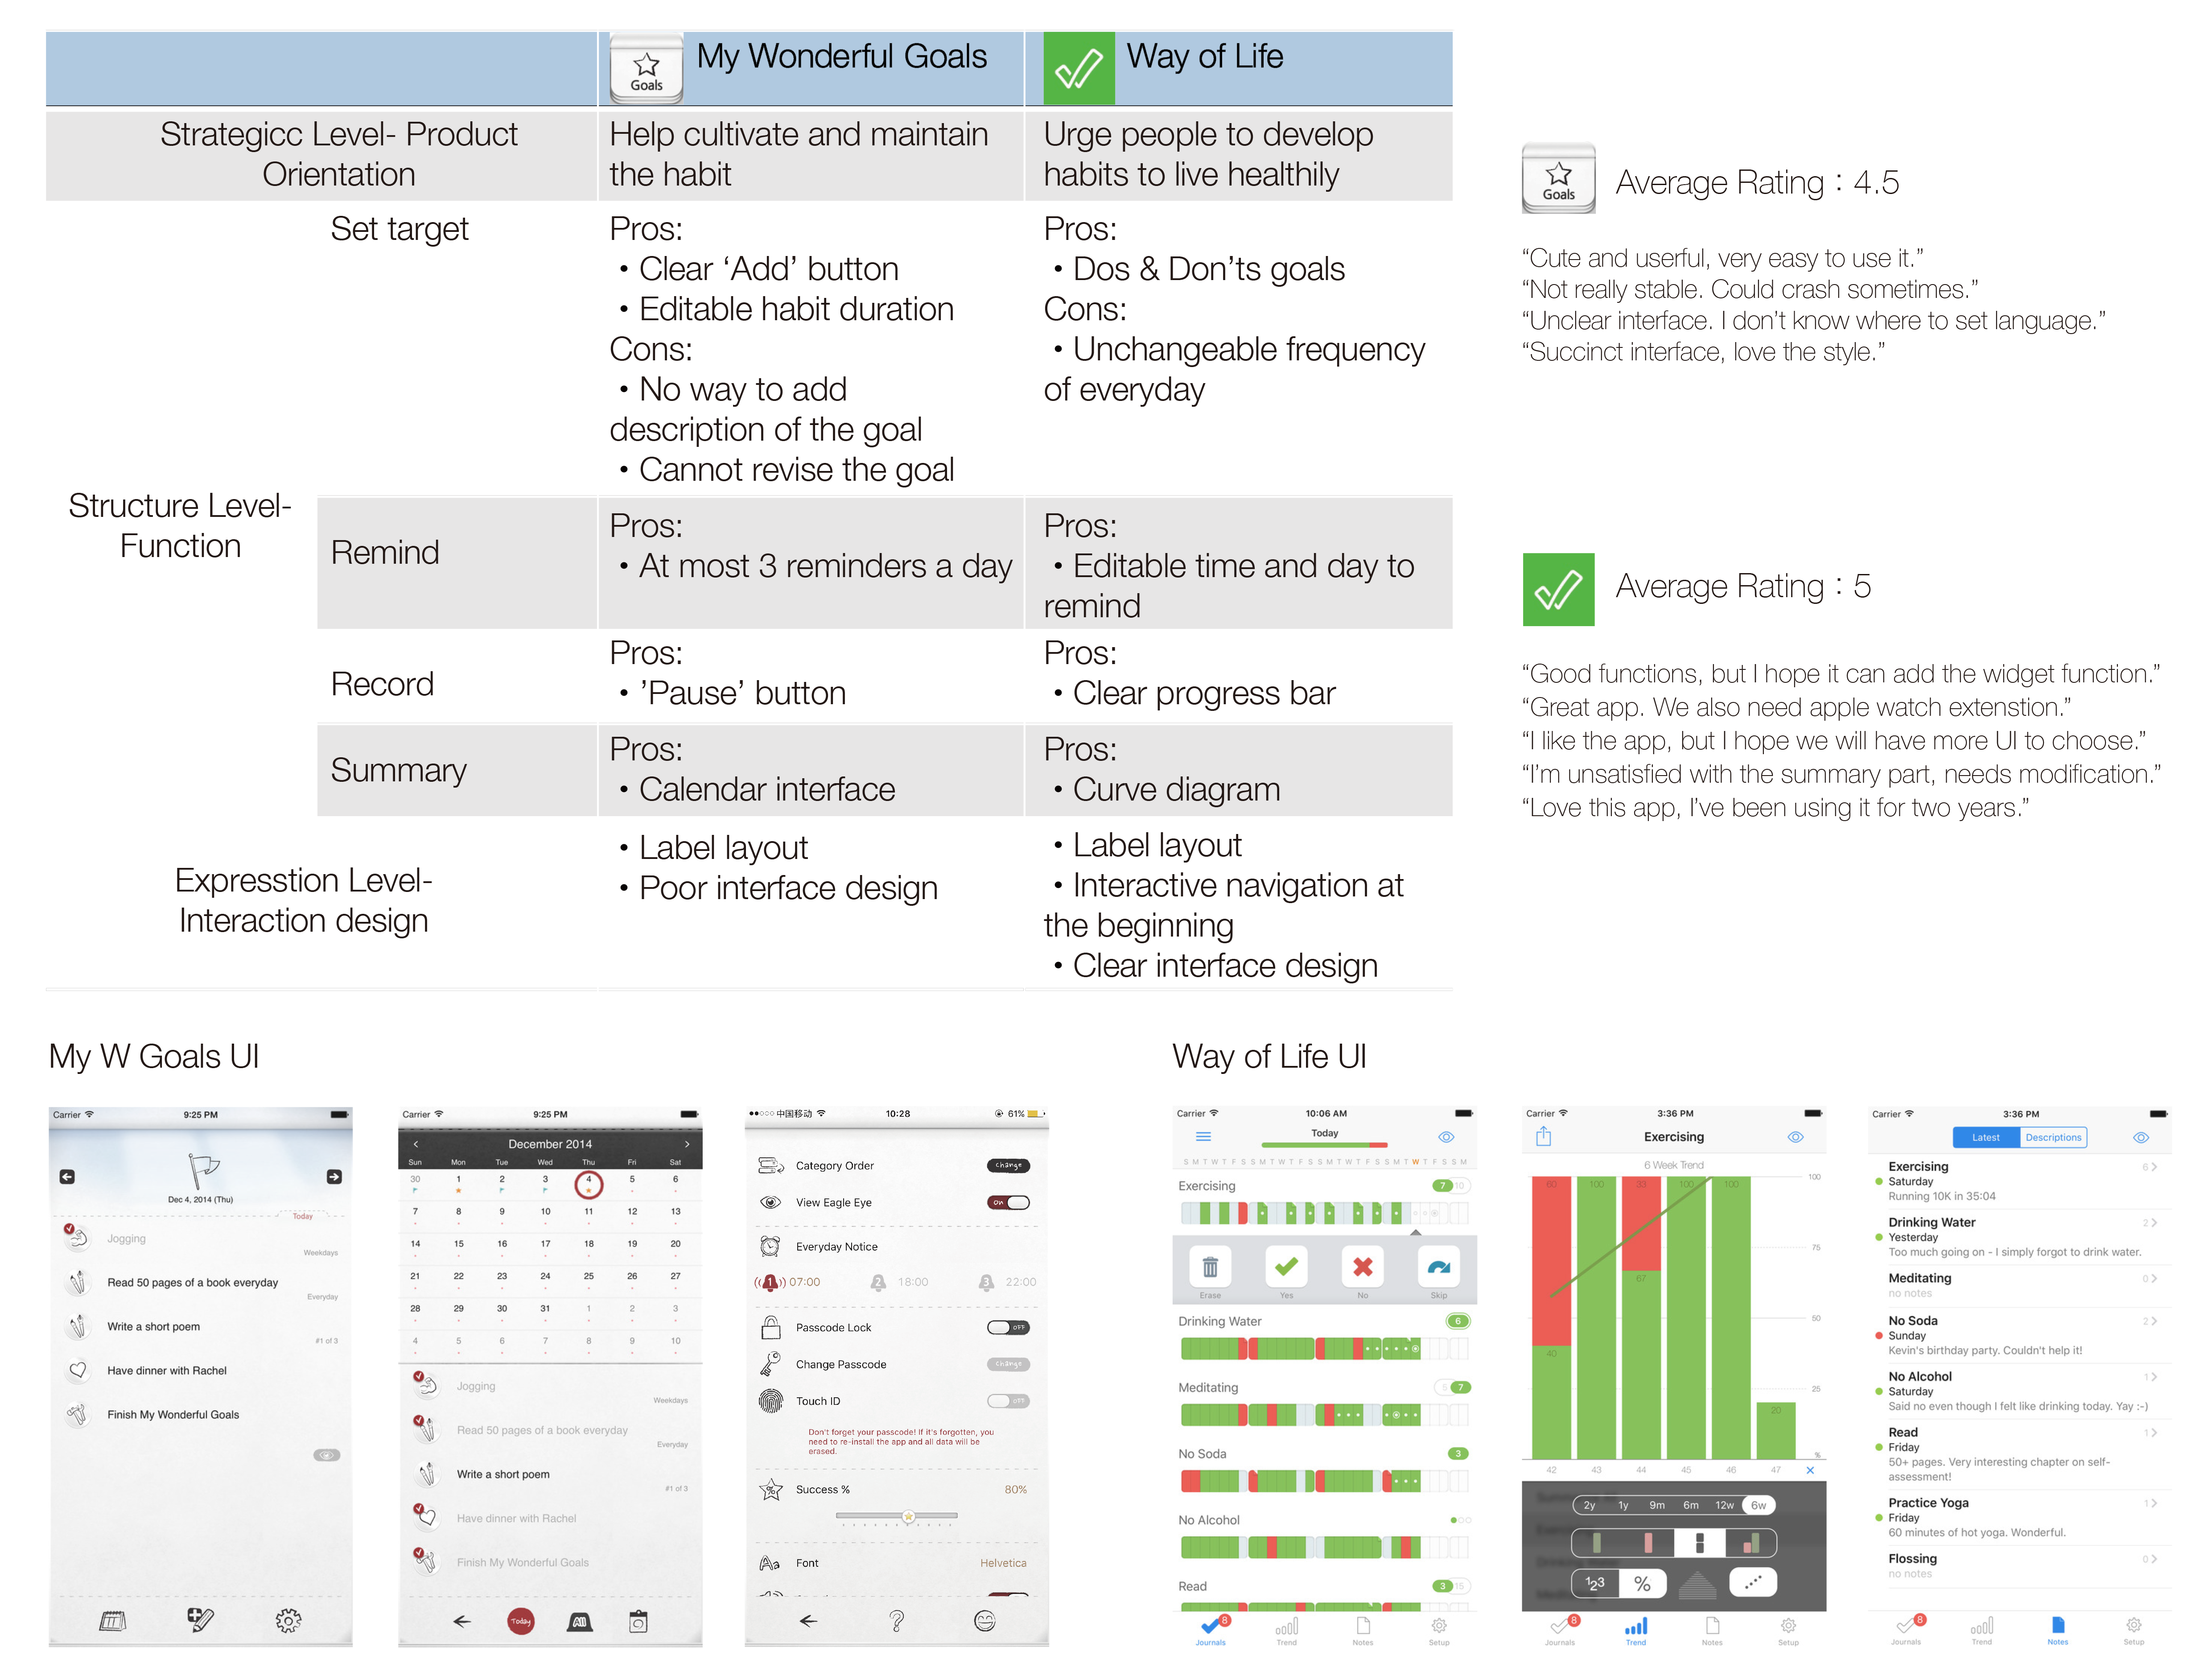 My Wonderful Goals
Way of Life
Goals
Strategicc Level- Product
Orientation
Help cultivate and maintain
the habit
Urge people to develop
habits to live healthily
Structure Level-
Function
Set target
Pros:
• Clear ‘Add’ button
• Editable habit duration
Cons:
• No way to add
description of the goal
• Cannot revise the goal
Pros:
• Dos & Don’ts goals
Cons:
• Unchangeable frequency
of everyday
Remind
Pros:
• At most 3 reminders a day
Pros:
• Editable time and day to
remind
Record
Pros:
• ’Pause’ button
Pros:
• Clear progress bar
Summary
Pros:
• Calendar interface
Pros:
• Curve diagram
Expresstion Level-
Interaction design
• Label layout
• Poor interface design
• Label layout
• Interactive navigation at
the beginning
• Clear interface design
Goals
Average Rating：4.5
“Cute and userful, very easy to use it.”
“Not really stable. Could crash sometimes.”
“Unclear interface. I don’t know where to set language.”
“Succinct interface, love the style.”
Average Rating：5
“Good functions, but I hope it can add the widget function.”
“Great app. We also need apple watch extenstion.”
“I like the app, but I hope we will have more UI to choose.”
“I’m unsatisfied with the summary part, needs modification.”
“Love this app, I’ve been using it for two years.”
My W Goals UI
Carrier 9:25 PM
Dec 4, 2014 (Thu)
Today
Jogging
Weekdays
Read 50 pages of a book everyday
Everyday
Write a short poem
#1 of 3
Have dinner with Rachel
Finish My Wonderful Goals
Carrier 9:25 PM
< December 2014 >
Sun Mon Tue Wed Thu Fri Sat
30 1 2 3 4 5 6
7 8 9 10 11 12 13
14 15 16 17 18 19 20
21 22 23 24 25 26 27
28 29 30 31 1 2 3
4 5 6 7 8 9 10
Jogging
Weekdays
Read 50 pages of a book everyday
Everyday
Write a short poem
#1 of 3
Have dinner with Rachel
Finish My Wonderful Goals
Today All
中国移动 10:28 61%
Category Order Change
View Eagle Eye On
Everyday Notice
1 07:00 2 18:00 3 22:00
Passcode Lock OFF
Change Passcode Change
Touch ID OFF
Don't forget your passcode! If it's forgotten, you
need to re-install the app and all data will be
erased.
% Success % 80%
Aa Font Helvetica
?
Way of Life UI
Carrier 10:06 AM
Today
S M T W T F S S M T W T F S S M T W T F S S M T W T F S S M
Exercising 7 10
Erase Yes No Skip
Drinking Water 6
Meditating 7
No Soda 3
No Alcohol
Read 3 15
8
Journals Trend Notes Setup
Carrier 3:36 PM
Exercising
6 Week Trend
60 100 33 100 100 100
75
67
50
40
25
20
%
42 43 44 45 46 47
2y 1y 9m 6m 12w 6w
123 %
8
Journals Trend Notes Setup
Carrier 3:36 PM
Latest Descriptions
Exercising 6 >
Saturday
Running 10K in 35:04
Drinking Water 2 >
Yesterday
Too much going on - I simply forgot to drink water.
Meditating 0 >
no notes
No Soda 2 >
Sunday
Kevin's birthday party. Couldn't help it!
No Alcohol 1 >
Saturday
Said no even though I felt like drinking today. Yay :-)
Read 1 >
Friday
50+ pages. Very interesting chapter on self-
assessment!
Practice Yoga 1 >
Friday
60 minutes of hot yoga. Wonderful.
Flossing 0 >
no notes
8
Journals Trend Notes Setup